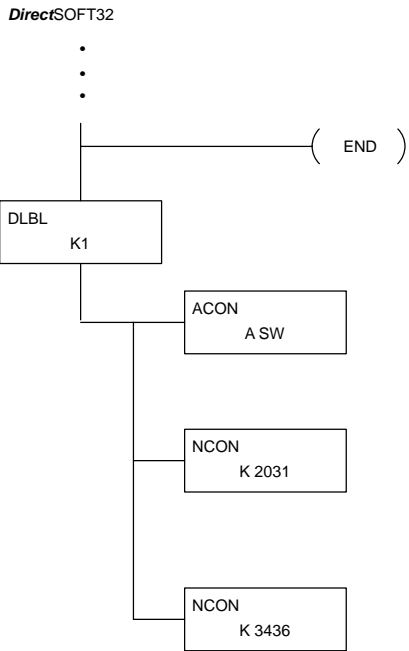 DirectSOFT32
END
DLBL
K1
ACON
A SW
NCON
K 2031
NCON
K 3436